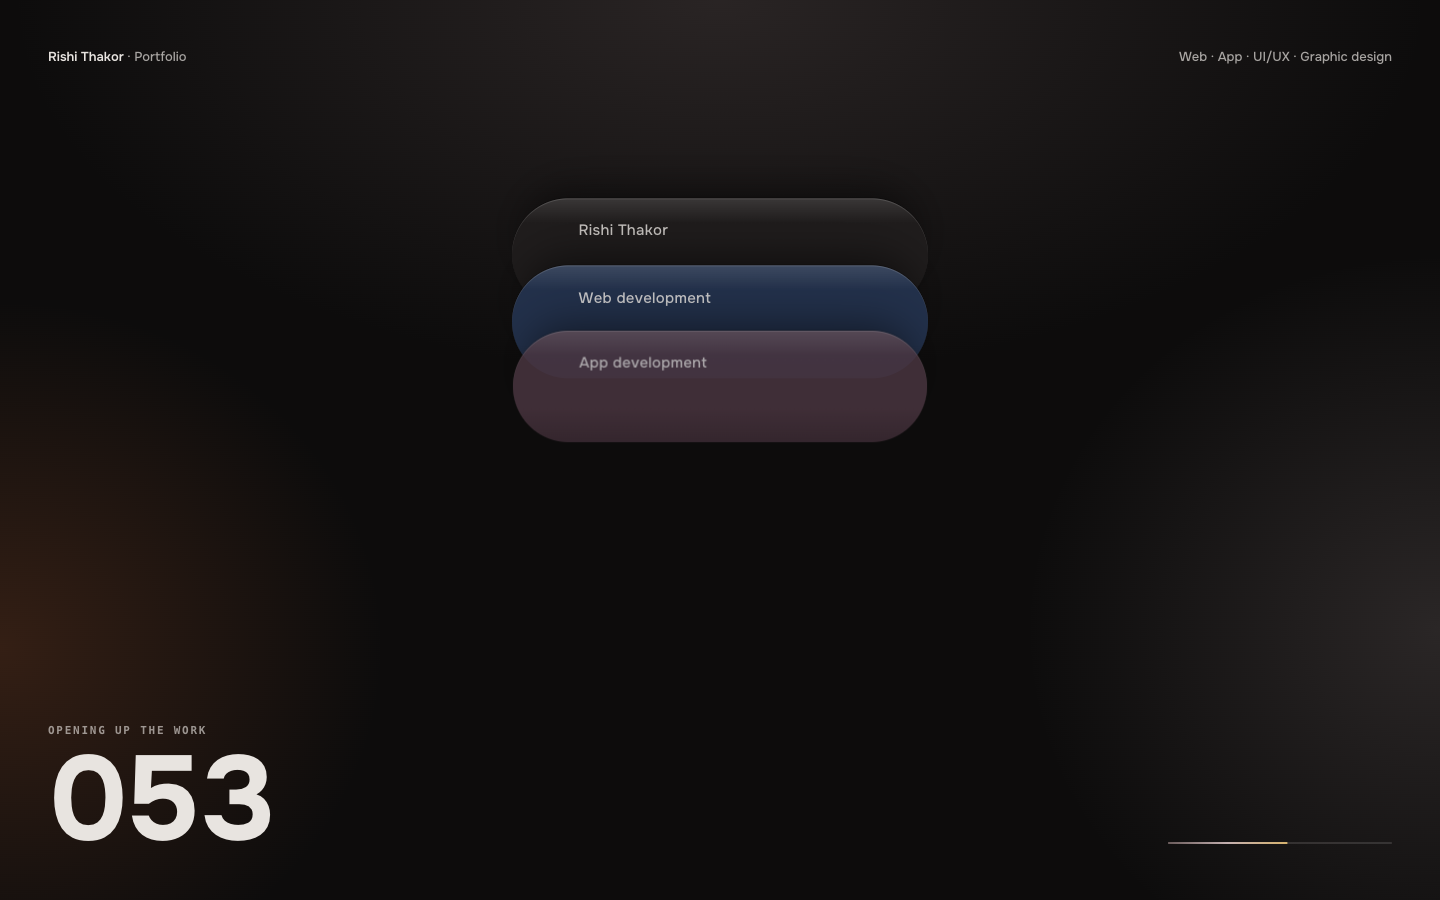 Rishi Thakor · Portfolio
Web · App · UI/UX · Graphic design
Rishi Thakor
Web development
App development
OPENING UP THE WORK
053